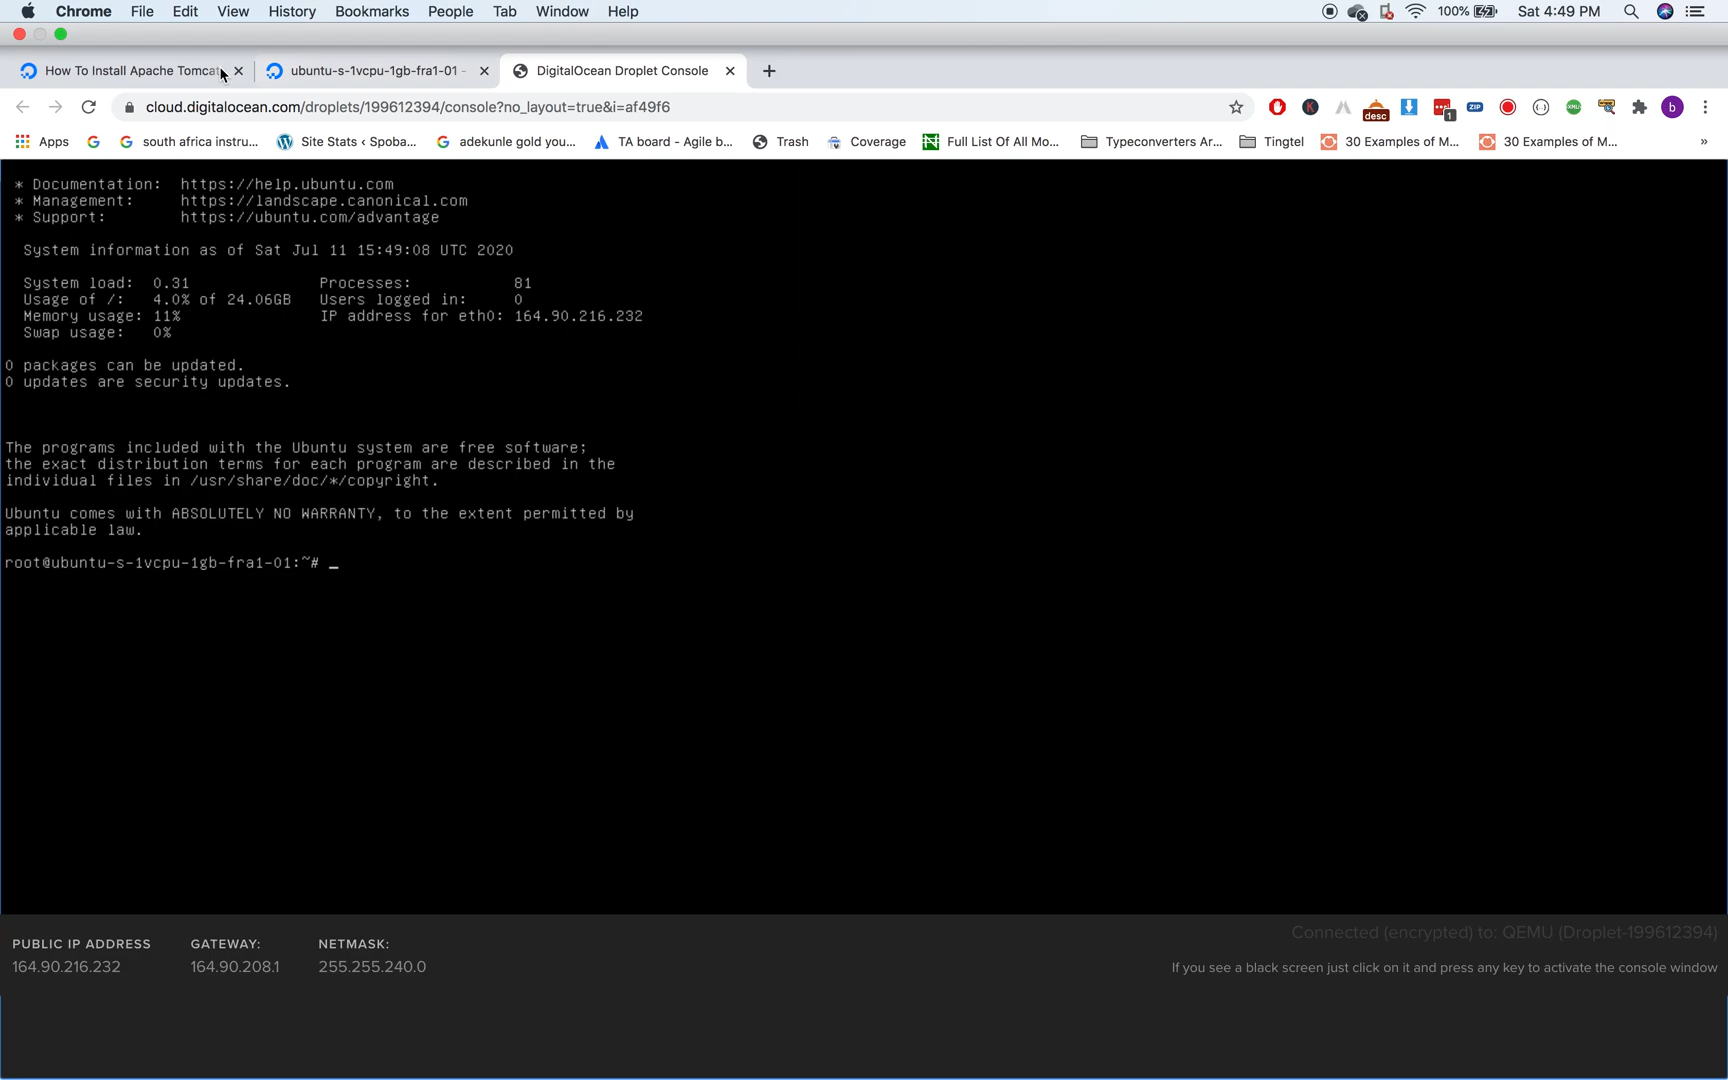 Chrome File Edit View History Bookmarks People Tab Window Help 100% Sat 4:49 PM
How To Install Apache Tomcat ubuntu-s-1vcpu-1gb-fra1-01 - DigitalOcean Droplet Console
cloud.digitalocean.com/droplets/199612394/console?no_layout=true&i=af49f6
Apps south africa instru... Site Stats ‹ Spoba... adekunle gold you... TA board - Agile b... Trash Coverage Full List Of All Mo... Typeconverters Ar... Tingtel 30 Examples of M... 30 Examples of M... »
* Documentation: https://help.ubuntu.com
* Management: https://landscape.canonical.com
* Support: https://ubuntu.com/advantage
System information as of Sat Jul 11 15:49:08 UTC 2020
System load: 0.31 Processes: 81
Usage of /: 4.0% of 24.06GB Users logged in: 0
Memory usage: 11% IP address for eth0: 164.90.216.232
Swap usage: 0%
0 packages can be updated.
0 updates are security updates.
The programs included with the Ubuntu system are free software;
the exact distribution terms for each program are described in the
individual files in /usr/share/doc/*/copyright.
Ubuntu comes with ABSOLUTELY NO WARRANTY, to the extent permitted by
applicable law.
root@ubuntu-s-1vcpu-1gb-fra1-01:~# _
Connected (encrypted) to: QEMU (Droplet-199612394)
PUBLIC IP ADDRESS GATEWAY: NETMASK:
164.90.216.232 164.90.208.1 255.255.240.0
If you see a black screen just click on it and press any key to activate the console window